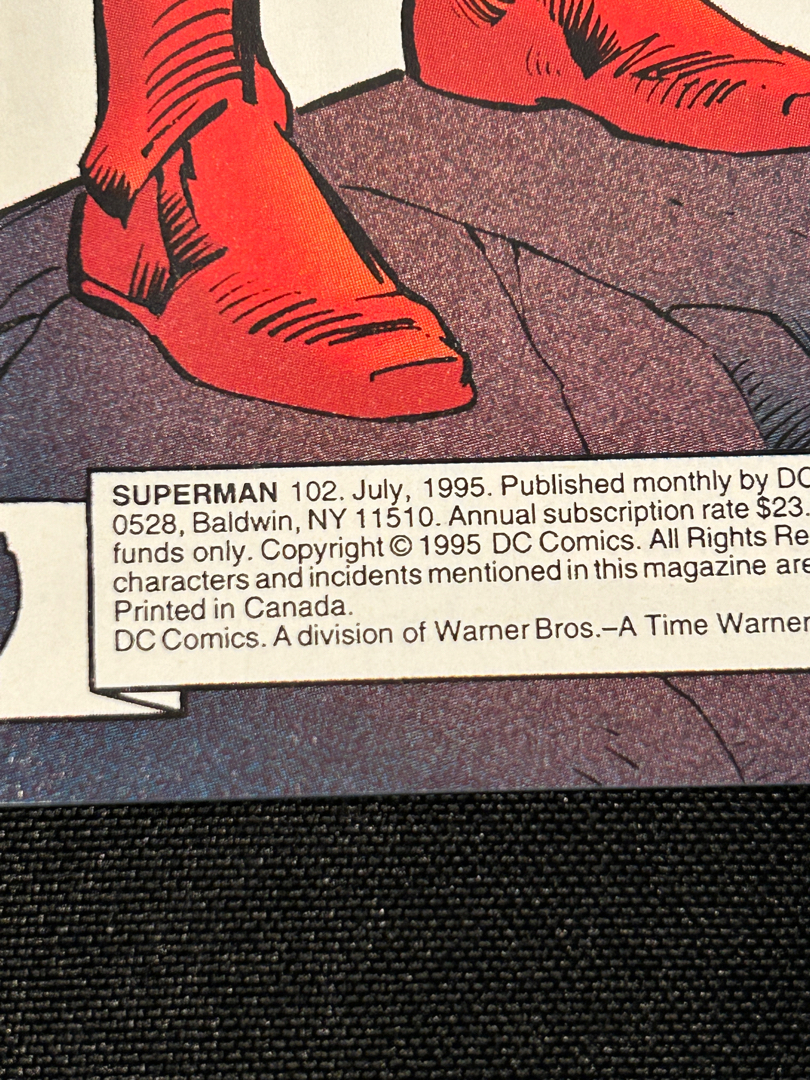 SUPERMAN 102. July, 1995. Published monthly by DC
0528, Baldwin, NY 11510. Annual subscription rate $23.
funds only. Copyright © 1995 DC Comics. All Rights Re
characters and incidents mentioned in this magazine are
Printed in Canada.
DC Comics. A division of Warner Bros.–A Time Warner